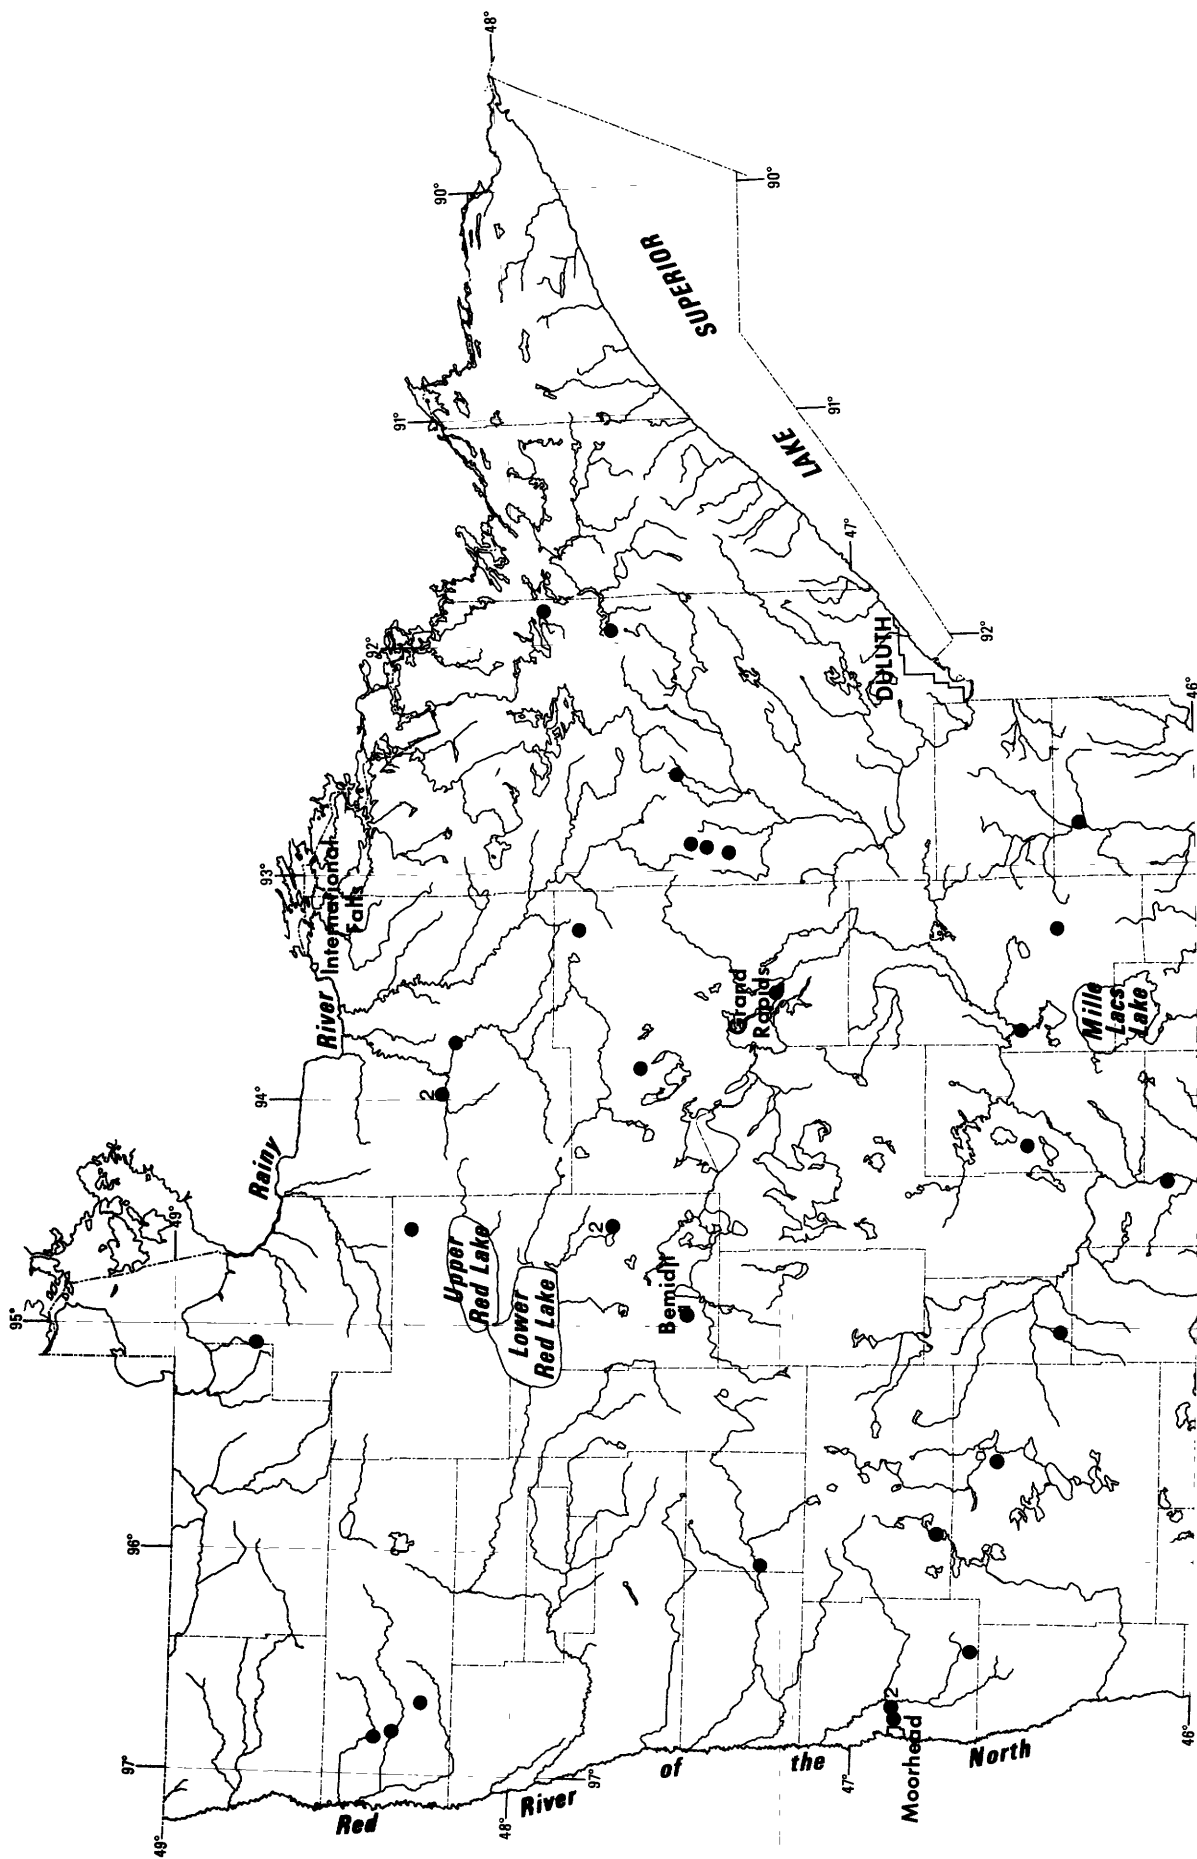 48°
90°
90°
SUPERIOR
LAKE
91°
91°
47°
92°
92°
DULUTH
46°
International
Falls
93°
River
Rainy
94°
2
Grand
Rapids
Mille
Lacs
Lake
49°
95°
Upper
Red Lake
Lower
Red Lake
2
Bemidji
96°
97°
49°
Red
River
48°
97°
of
the
North
47°
Moorhead
2
46°